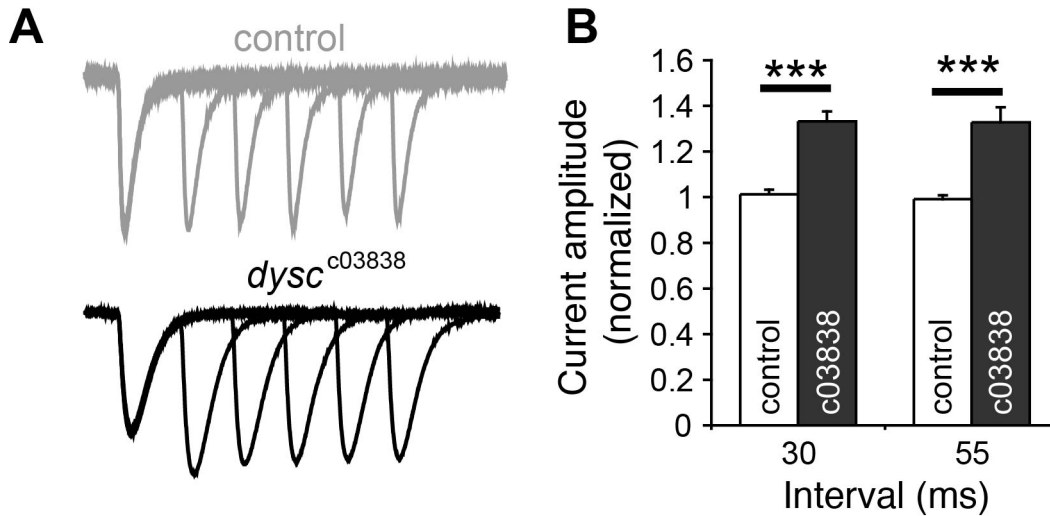 A
control
dysc c03838
B
Current amplitude
(normalized)
1.6
1.4
1.2
1
0.8
0.6
0.4
0.2
0
***
***
control
c03838
control
c03838
30
55
Interval (ms)